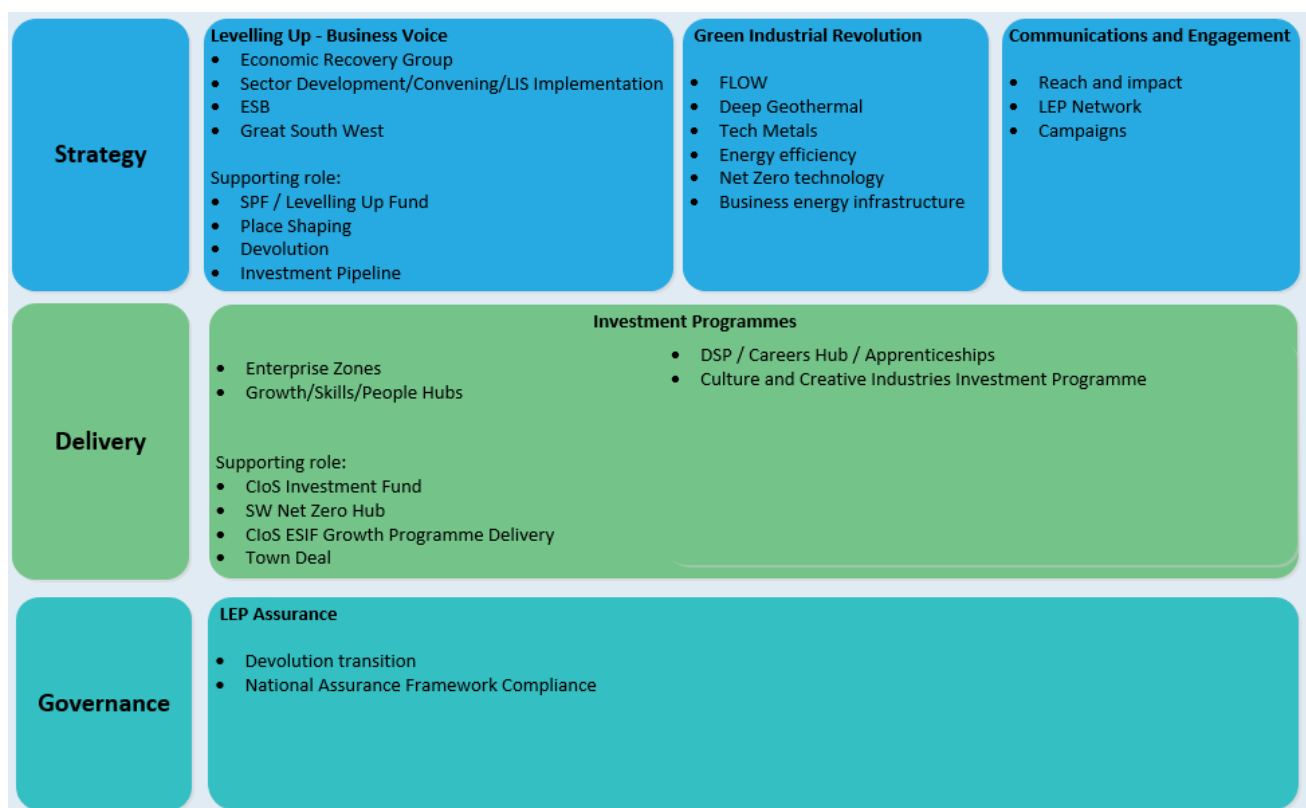 Strategy
Levelling Up - Business Voice
• Economic Recovery Group
• Sector Development/Convening/LIS Implementation
• ESB
• Great South West
Supporting role:
• SPF / Levelling Up Fund
• Place Shaping
• Devolution
• Investment Pipeline
Green Industrial Revolution
• FLOW
• Deep Geothermal
• Tech Metals
• Energy efficiency
• Net Zero technology
• Business energy infrastructure
Communications and Engagement
• Reach and impact
• LEP Network
• Campaigns
Delivery
Investment Programmes
• Enterprise Zones
• Growth/Skills/People Hubs
• DSP / Careers Hub / Apprenticeships
• Culture and Creative Industries Investment Programme
Supporting role:
• CIoS Investment Fund
• SW Net Zero Hub
• CIoS ESIF Growth Programme Delivery
• Town Deal
Governance
LEP Assurance
• Devolution transition
• National Assurance Framework Compliance